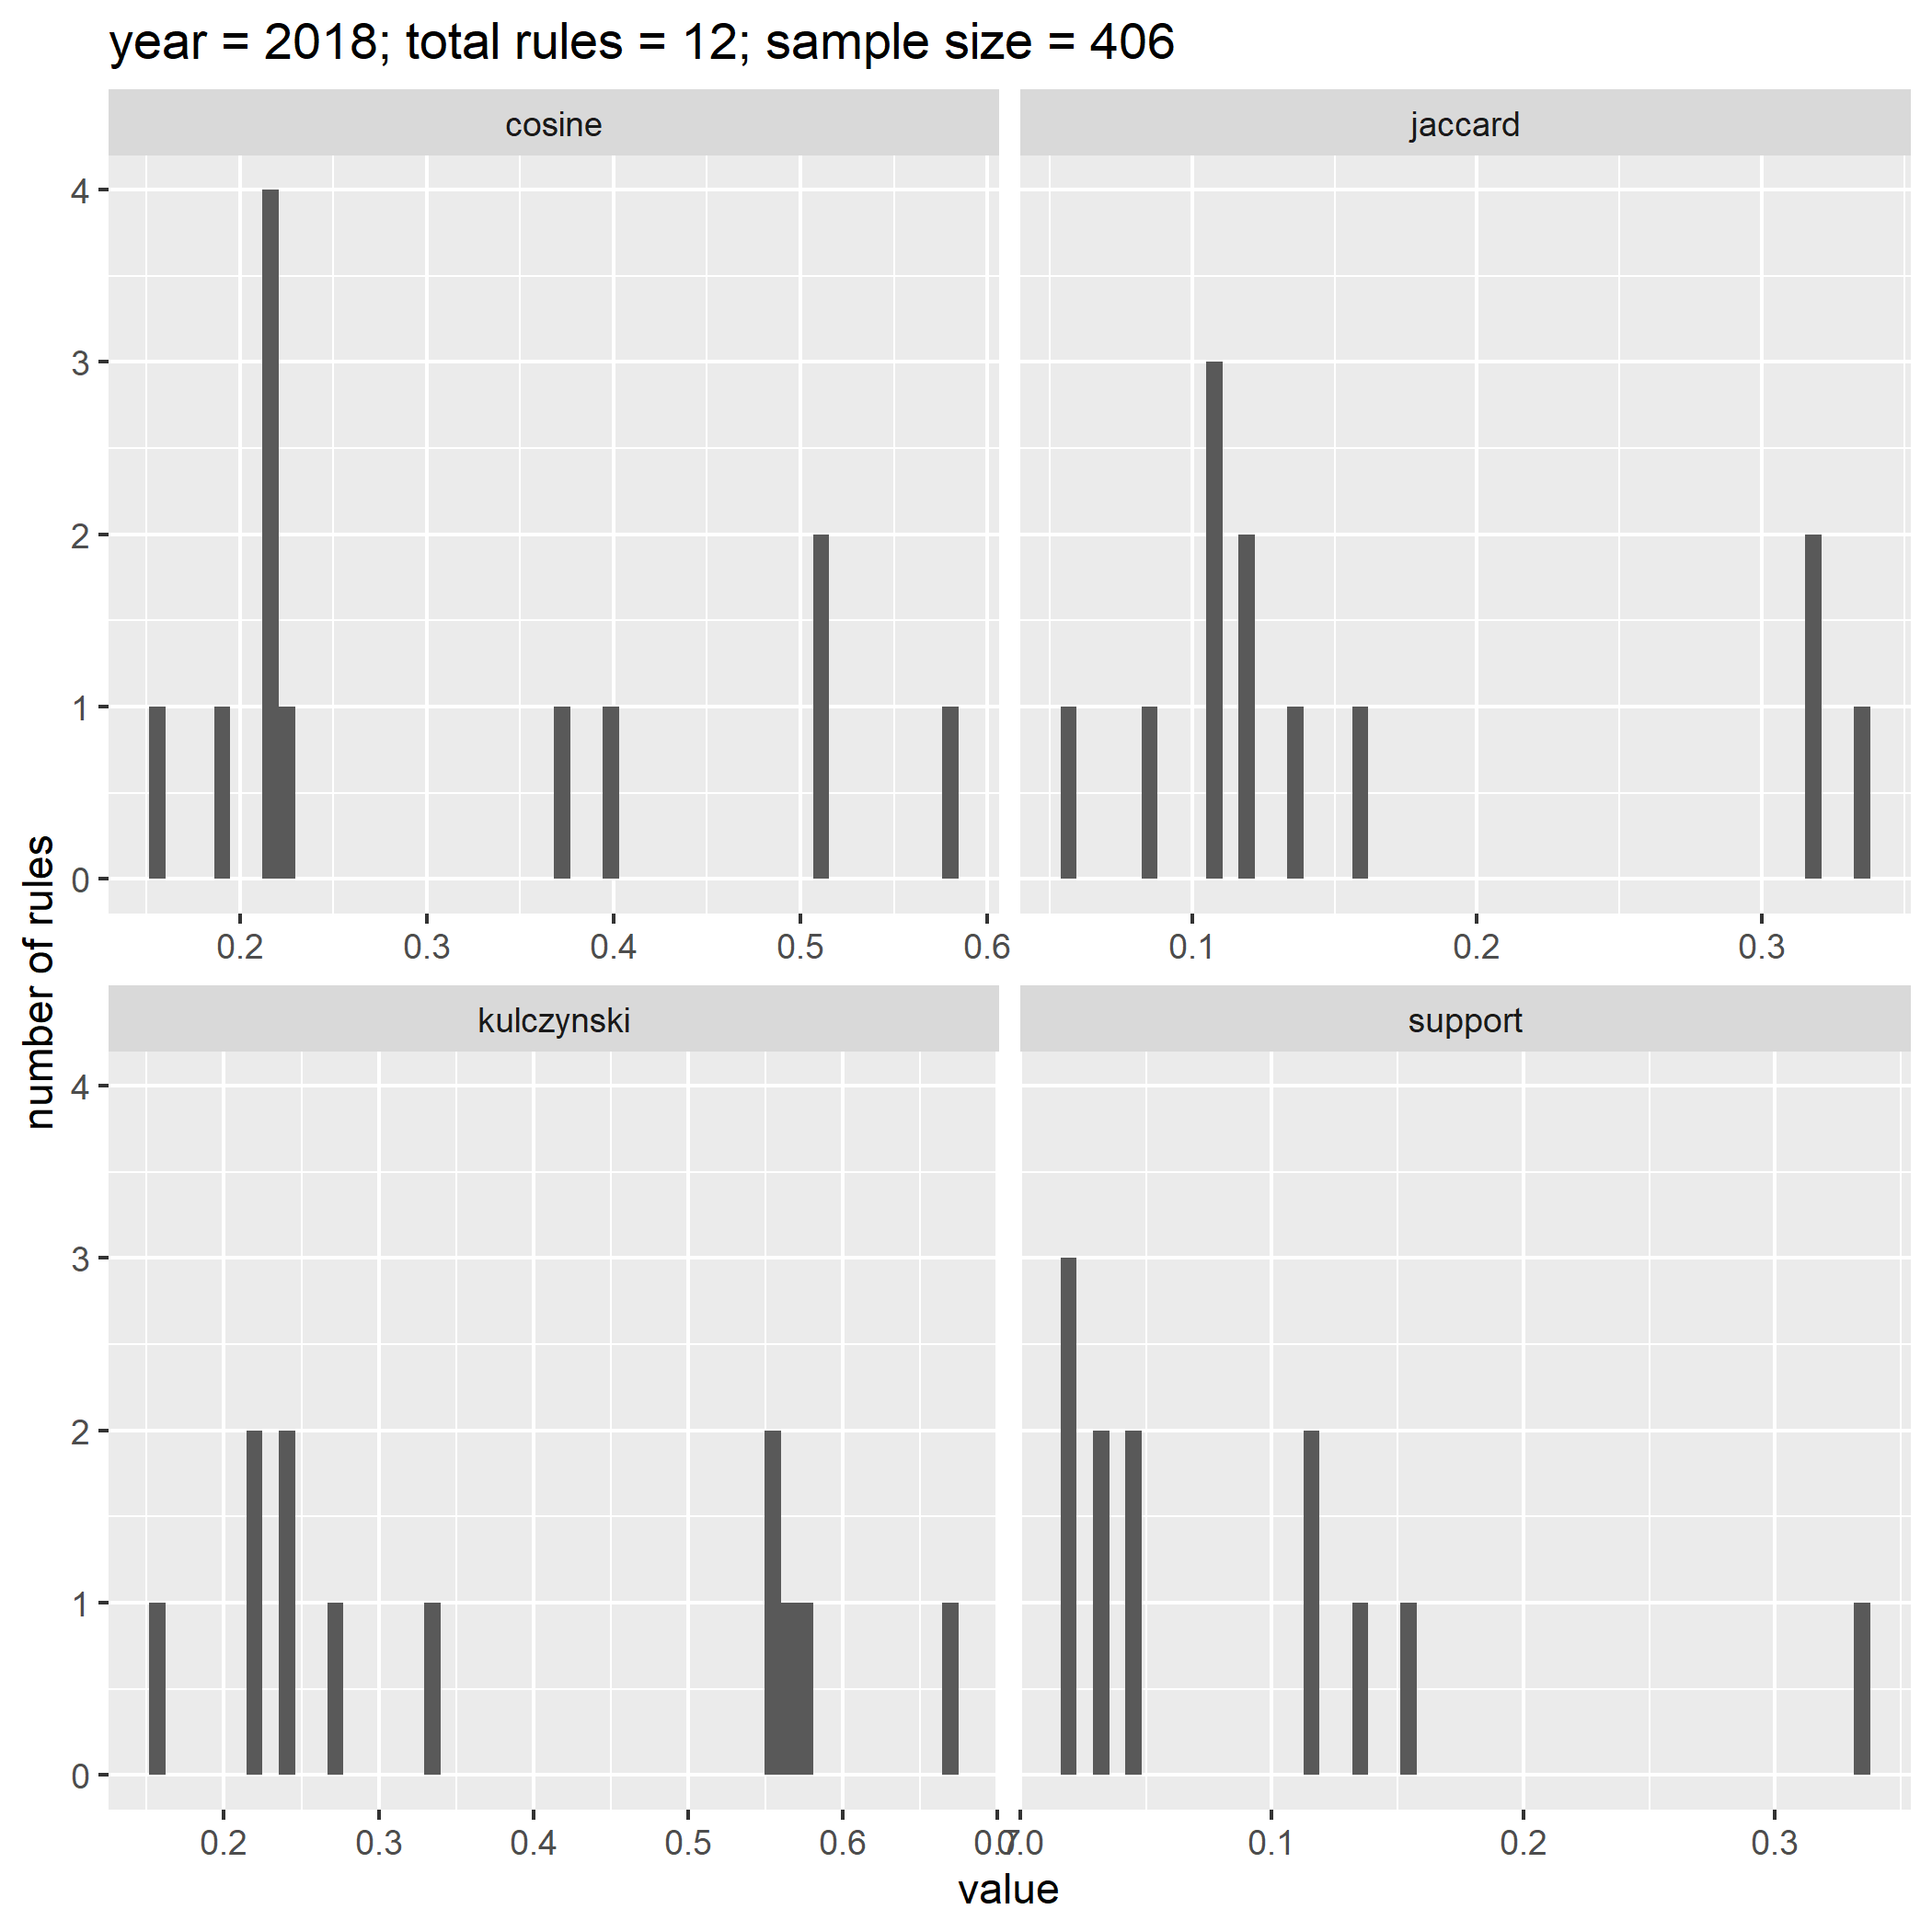 year = 2018; total rules = 12; sample size = 406
cosine
jaccard
4
3
2
1
0
0.2 0.3 0.4 0.5 0.6
0.1 0.2 0.3
number of rules
kulczynski
support
4
3
2
1
0
0.2 0.3 0.4 0.5 0.6 0.7
0.0 0.1 0.2 0.3
value